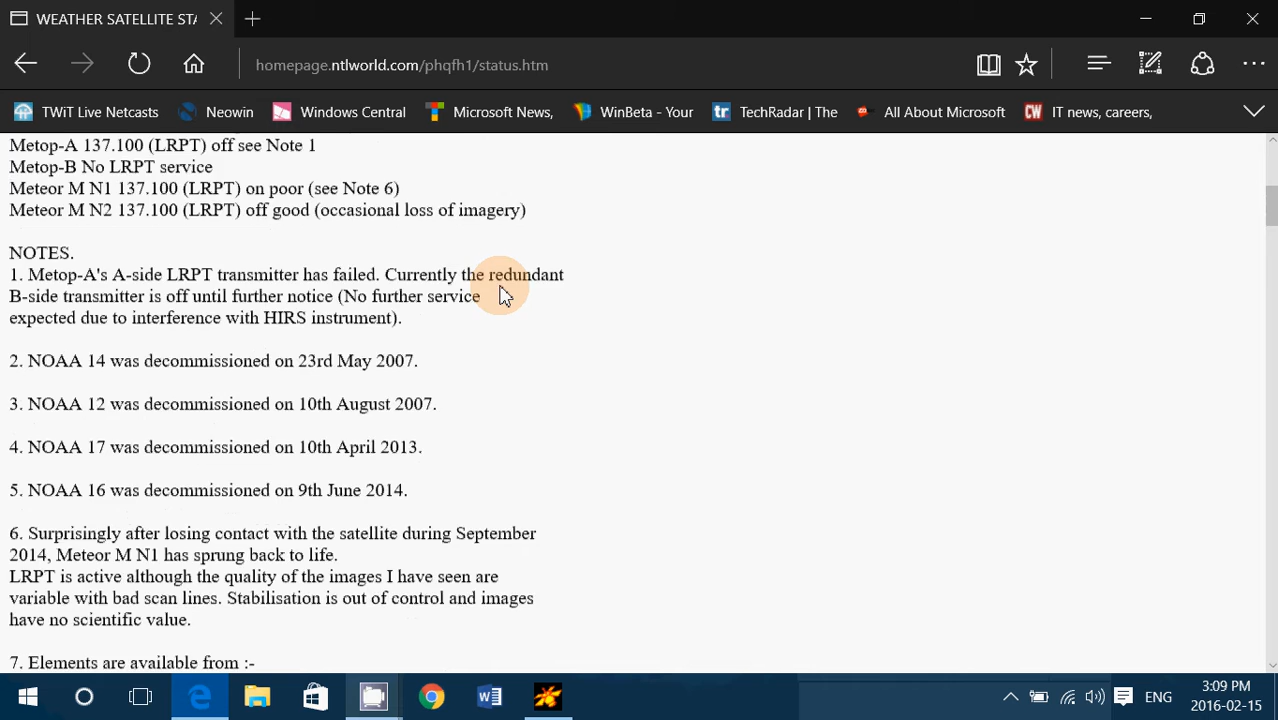 WEATHER SATELLITE STA
homepage.ntlworld.com/phqfh1/status.htm
TWiT Live Netcasts Neowin Windows Central Microsoft News, WinBeta - Your tr TechRadar | The All About Microsoft CW IT news, careers,
Metop-A 137.100 (LRPT) off see Note 1
Metop-B No LRPT service
Meteor M N1 137.100 (LRPT) on poor (see Note 6)
Meteor M N2 137.100 (LRPT) off good (occasional loss of imagery)
NOTES.
1. Metop-A's A-side LRPT transmitter has failed. Currently the redundant
B-side transmitter is off until further notice (No further service
expected due to interference with HIRS instrument).
2. NOAA 14 was decommissioned on 23rd May 2007.
3. NOAA 12 was decommissioned on 10th August 2007.
4. NOAA 17 was decommissioned on 10th April 2013.
5. NOAA 16 was decommissioned on 9th June 2014.
6. Surprisingly after losing contact with the satellite during September
2014, Meteor M N1 has sprung back to life.
LRPT is active although the quality of the images I have seen are
variable with bad scan lines. Stabilisation is out of control and images
have no scientific value.
7. Elements are available from :-
ENG
3:09 PM
2016-02-15